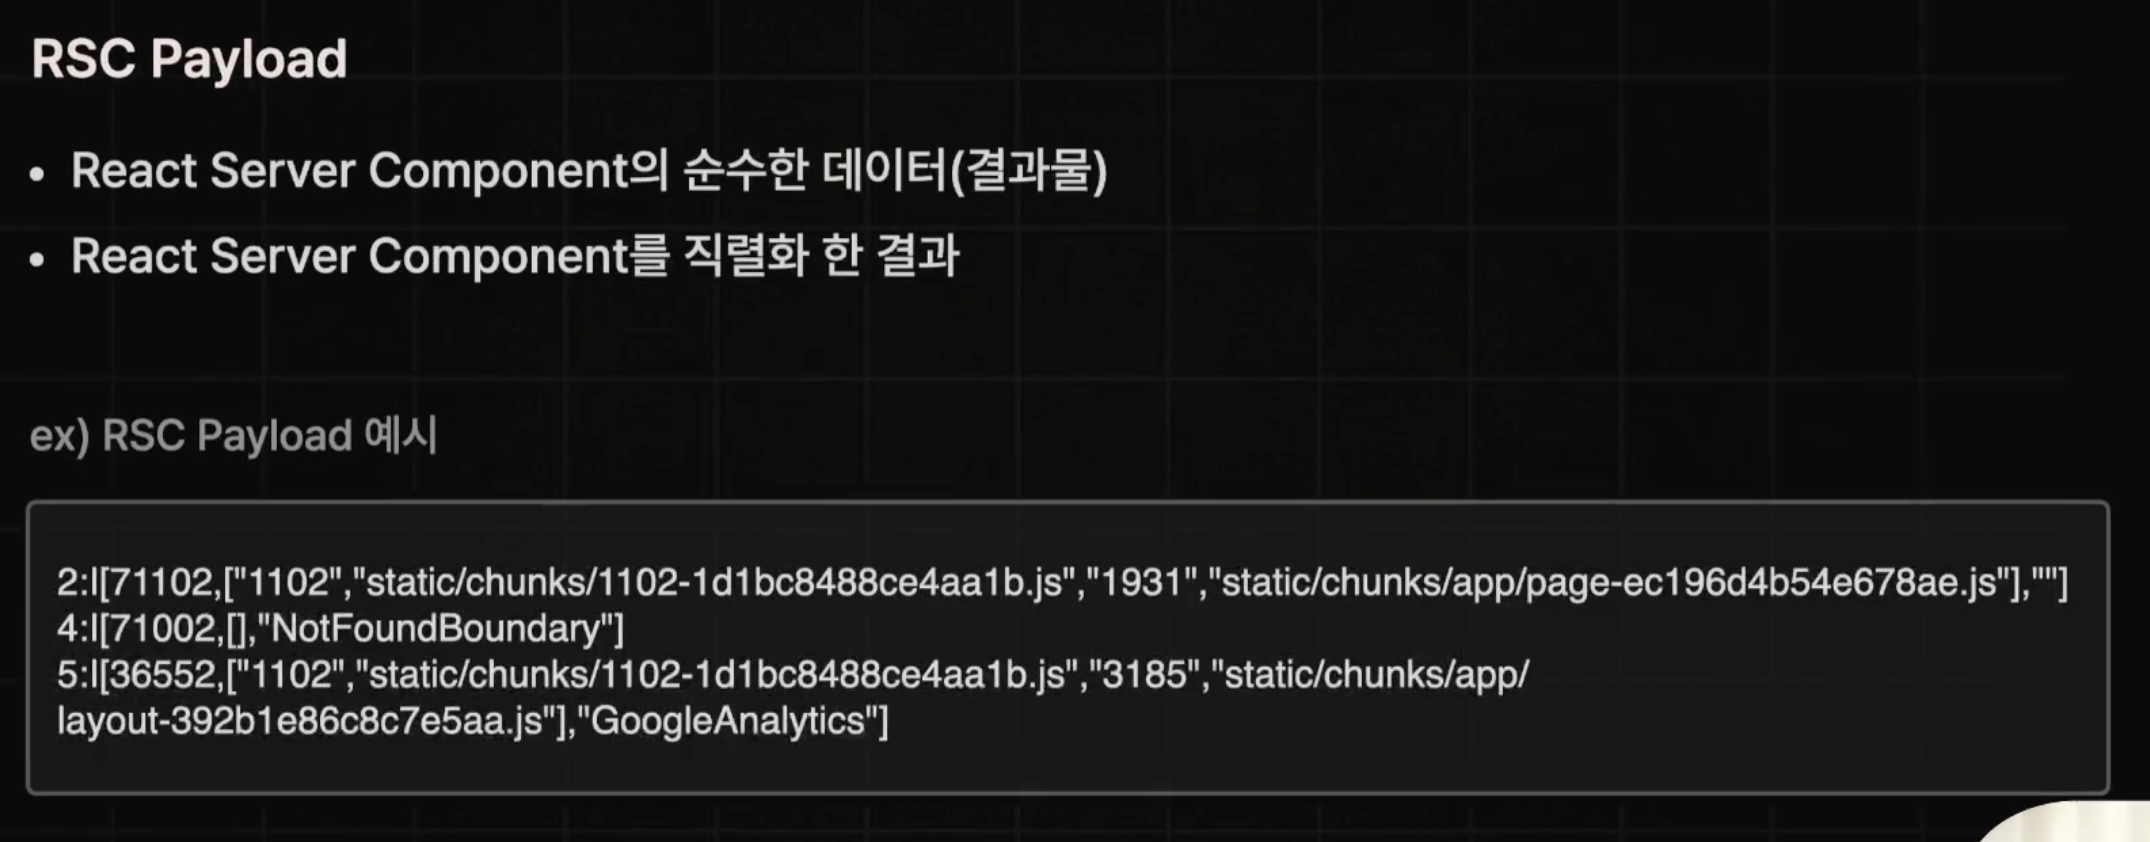 RSC Payload
• React Server Component의 순수한 데이터(결과물)
• React Server Component를 직렬화 한 결과
ex) RSC Payload 예시
2:I[71102,["1102","static/chunks/1102-1d1bc8488ce4aa1b.js","1931","static/chunks/app/page-ec196d4b54e678ae.js"],""]
4:I[71002,[],"NotFoundBoundary"]
5:I[36552,["1102","static/chunks/1102-1d1bc8488ce4aa1b.js","3185","static/chunks/app/
layout-392b1e86c8c7e5aa.js"],"GoogleAnalytics"]